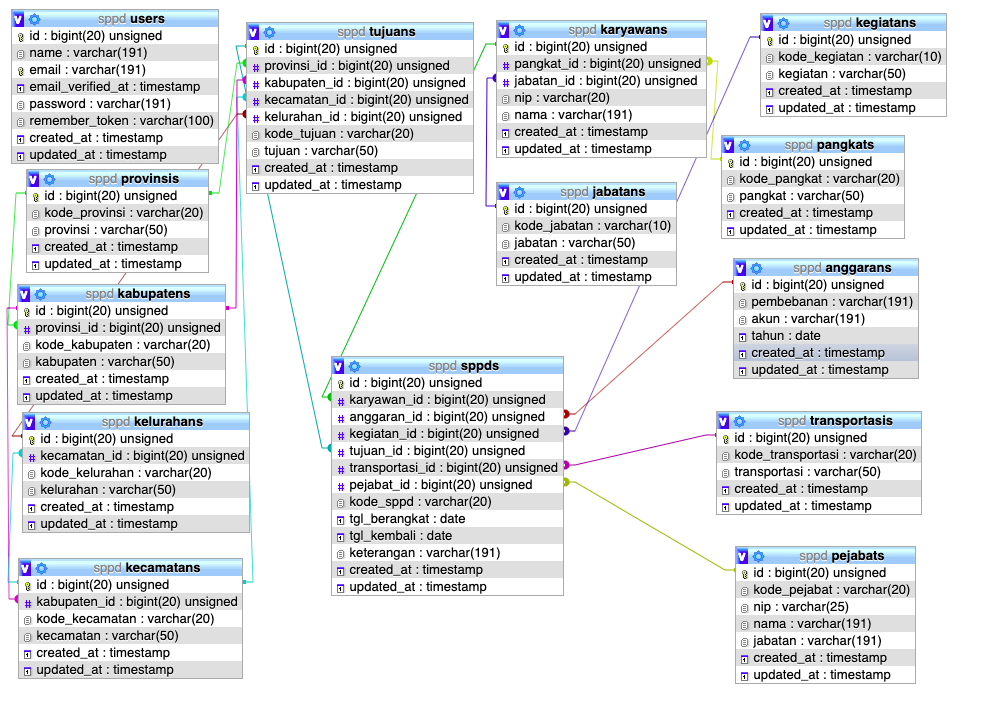 sppd users
id : bigint(20) unsigned
name : varchar(191)
email : varchar(191)
email_verified_at : timestamp
password : varchar(191)
remember_token : varchar(100)
created_at : timestamp
updated_at : timestamp
sppd provinsis
id : bigint(20) unsigned
kode_provinsi : varchar(20)
provinsi : varchar(50)
created_at : timestamp
updated_at : timestamp
sppd kabupatens
id : bigint(20) unsigned
provinsi_id : bigint(20) unsigned
kode_kabupaten : varchar(20)
kabupaten : varchar(50)
created_at : timestamp
updated_at : timestamp
sppd kelurahans
id : bigint(20) unsigned
kecamatan_id : bigint(20) unsigned
kode_kelurahan : varchar(20)
kelurahan : varchar(50)
created_at : timestamp
updated_at : timestamp
sppd kecamatans
id : bigint(20) unsigned
kabupaten_id : bigint(20) unsigned
kode_kecamatan : varchar(20)
kecamatan : varchar(50)
created_at : timestamp
updated_at : timestamp
sppd tujuans
id : bigint(20) unsigned
provinsi_id : bigint(20) unsigned
kabupaten_id : bigint(20) unsigned
kecamatan_id : bigint(20) unsigned
kelurahan_id : bigint(20) unsigned
kode_tujuan : varchar(20)
tujuan : varchar(50)
created_at : timestamp
updated_at : timestamp
sppd sppds
id : bigint(20) unsigned
karyawan_id : bigint(20) unsigned
anggaran_id : bigint(20) unsigned
kegiatan_id : bigint(20) unsigned
tujuan_id : bigint(20) unsigned
transportasi_id : bigint(20) unsigned
pejabat_id : bigint(20) unsigned
kode_sppd : varchar(20)
tgl_berangkat : date
tgl_kembali : date
keterangan : varchar(191)
created_at : timestamp
updated_at : timestamp
sppd karyawans
id : bigint(20) unsigned
pangkat_id : bigint(20) unsigned
jabatan_id : bigint(20) unsigned
nip : varchar(20)
nama : varchar(191)
created_at : timestamp
updated_at : timestamp
sppd jabatans
id : bigint(20) unsigned
kode_jabatan : varchar(10)
jabatan : varchar(50)
created_at : timestamp
updated_at : timestamp
sppd kegiatans
id : bigint(20) unsigned
kode_kegiatan : varchar(10)
kegiatan : varchar(50)
created_at : timestamp
updated_at : timestamp
sppd pangkats
id : bigint(20) unsigned
kode_pangkat : varchar(20)
pangkat : varchar(50)
created_at : timestamp
updated_at : timestamp
sppd anggarans
id : bigint(20) unsigned
pembebanan : varchar(191)
akun : varchar(191)
tahun : date
created_at : timestamp
updated_at : timestamp
sppd transportasis
id : bigint(20) unsigned
kode_transportasi : varchar(20)
transportasi : varchar(50)
created_at : timestamp
updated_at : timestamp
sppd pejabats
id : bigint(20) unsigned
kode_pejabat : varchar(20)
nip : varchar(25)
nama : varchar(191)
jabatan : varchar(191)
created_at : timestamp
updated_at : timestamp